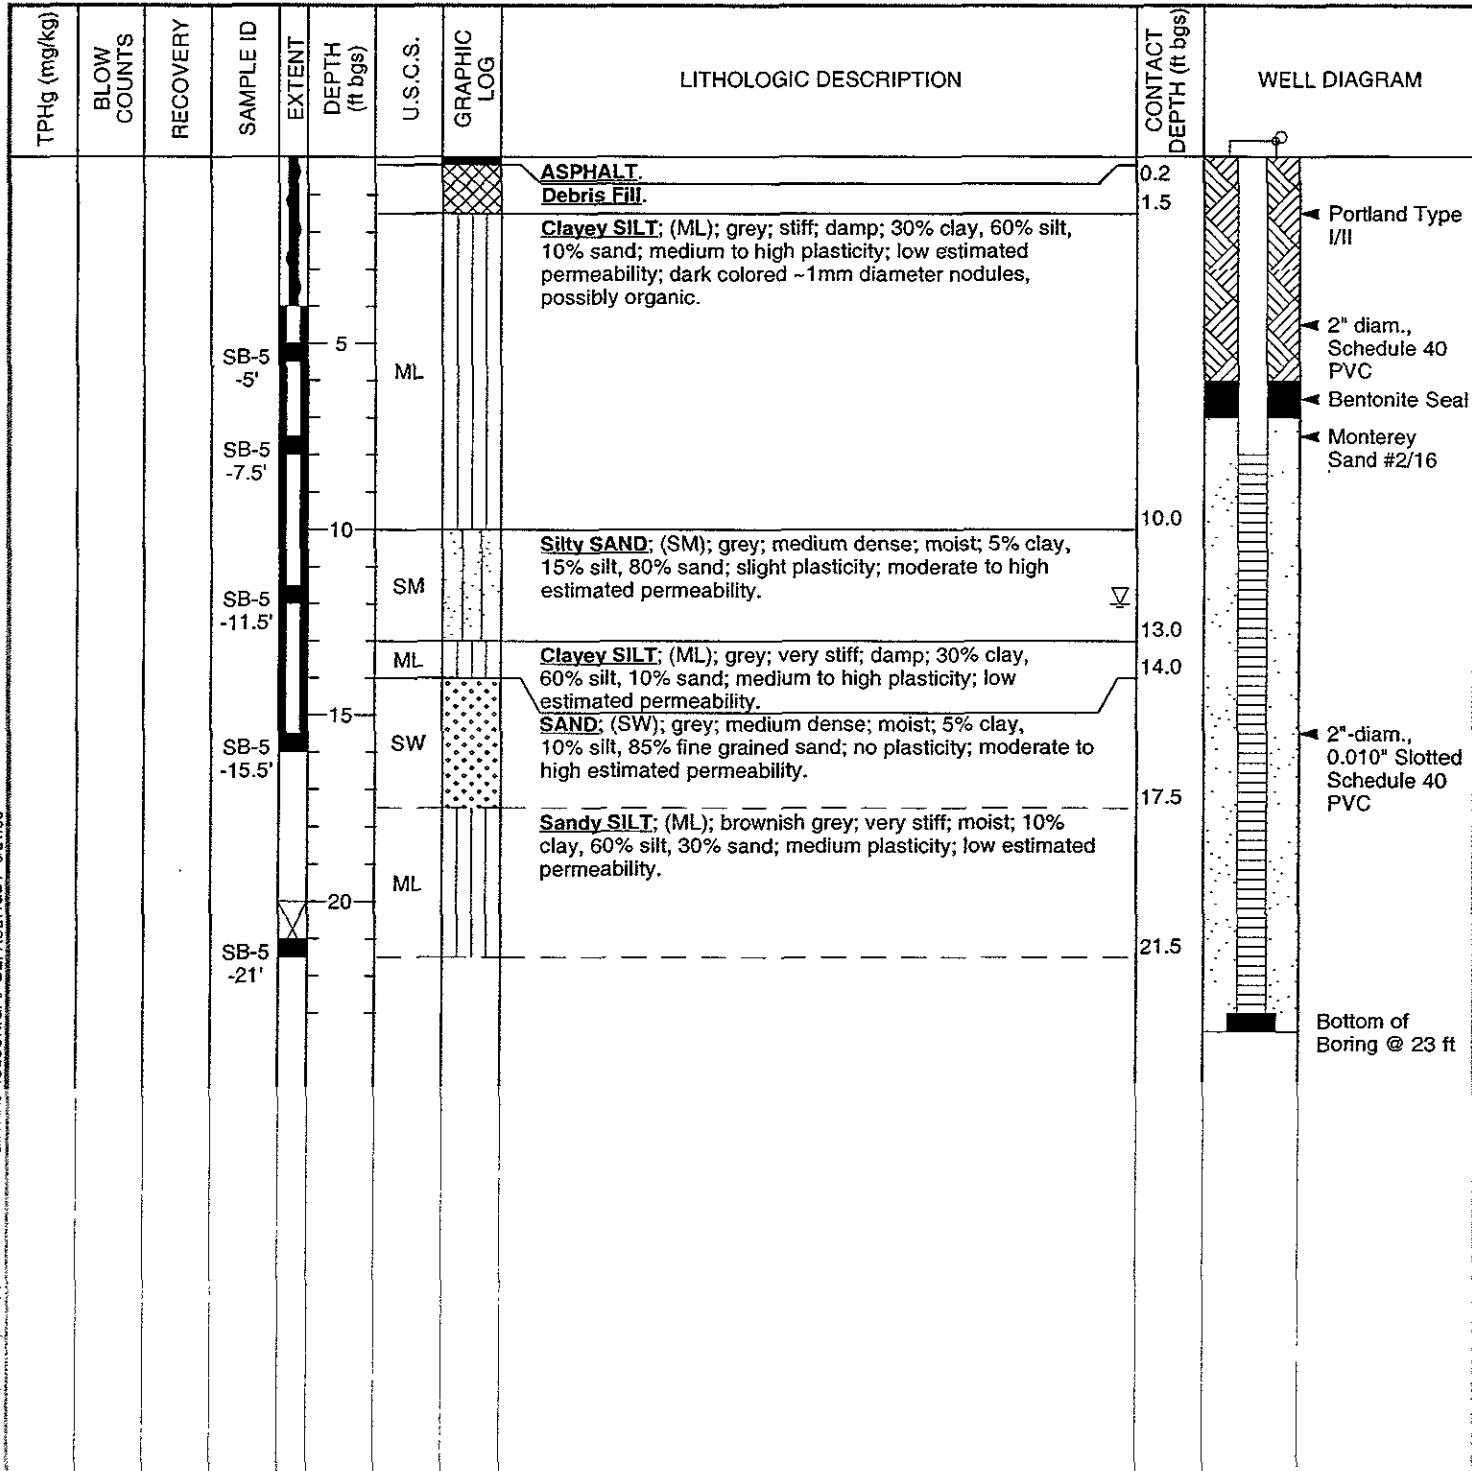 TPHg (mg/kg)
BLOW
COUNTS
RECOVERY
SAMPLE ID
EXTENT
DEPTH
(ft bgs)
U.S.C.S.
GRAPHIC
LOG
LITHOLOGIC DESCRIPTION
CONTACT
DEPTH (ft bgs)
WELL DIAGRAM
ASPHALT.
0.2
Debris Fill.
1.5
Clayey SILT; (ML); grey; stiff; damp; 30% clay, 60% silt,
10% sand; medium to high plasticity; low estimated
permeability; dark colored ~1mm diameter nodules,
possibly organic.
Portland Type
I/II
2" diam.,
Schedule 40
PVC
5
SB-5
-5'
ML
Bentonite Seal
Monterey
Sand #2/16
SB-5
-7.5'
10.0
10
Silty SAND; (SM); grey; medium dense; moist; 5% clay,
15% silt, 80% sand; slight plasticity; moderate to high
estimated permeability.
SM
SB-5
-11.5'
13.0
ML
Clayey SILT; (ML); grey; very stiff; damp; 30% clay,
60% silt, 10% sand; medium to high plasticity; low
estimated permeability.
14.0
15
SAND; (SW); grey; medium dense; moist; 5% clay,
10% silt, 85% fine grained sand; no plasticity; moderate to
high estimated permeability.
SW
SB-5
-15.5'
2"-diam.,
0.010" Slotted
Schedule 40
PVC
17.5
Sandy SILT; (ML); brownish grey; very stiff; moist; 10%
clay, 60% silt, 30% sand; medium plasticity; low estimated
permeability.
ML
20
21.5
SB-5
-21'
Bottom of
Boring @ 23 ft